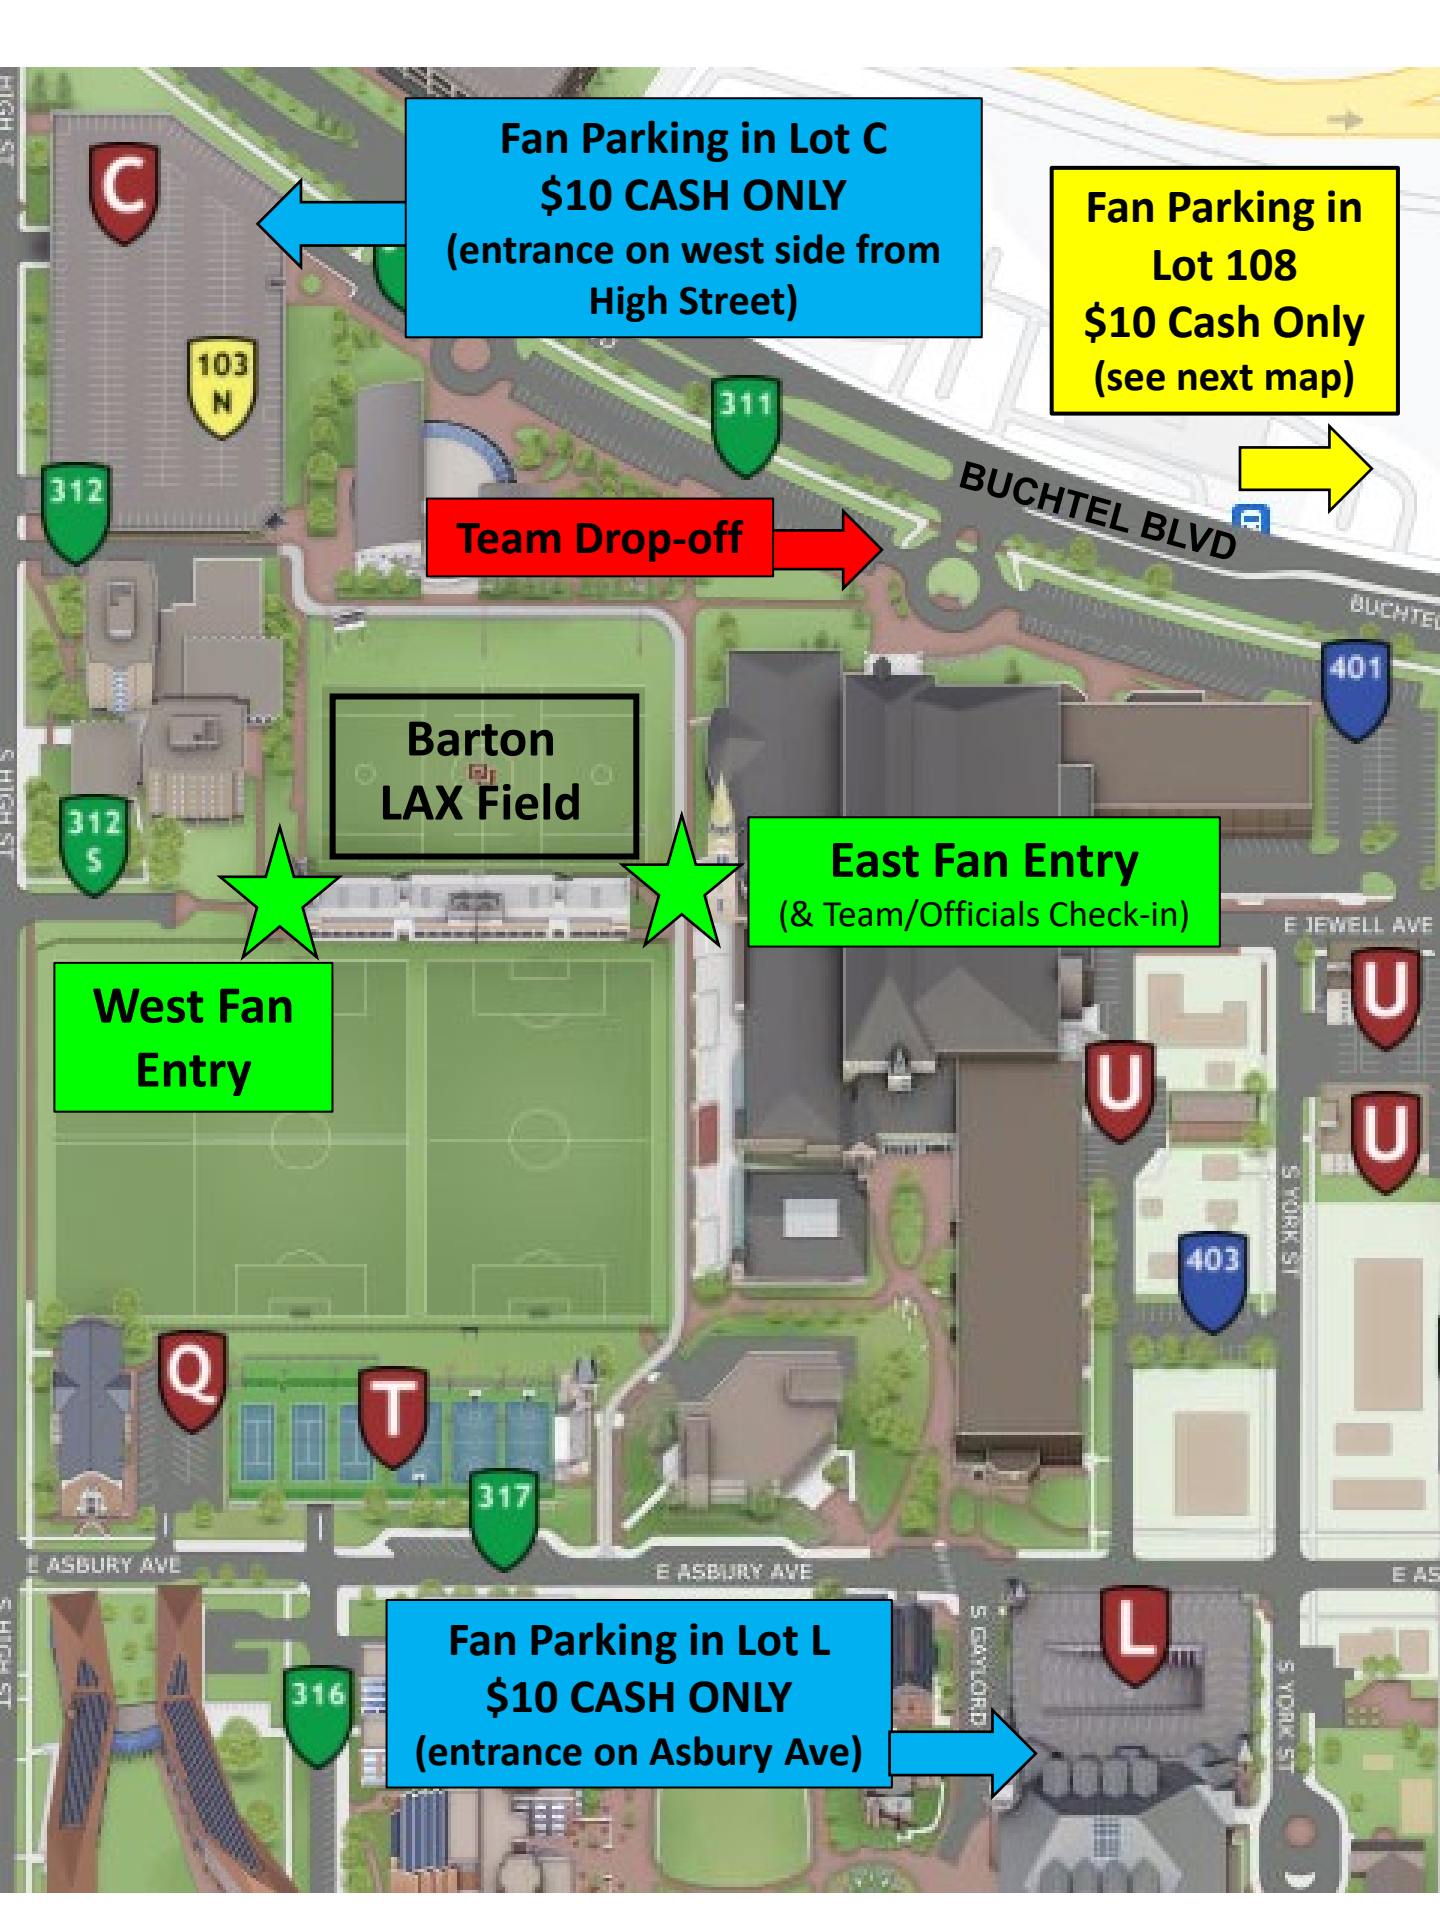 HIGH ST
Fan Parking in Lot C
$10 CASH ONLY
(entrance on west side from
High Street)
Fan Parking in
Lot 108
$10 Cash Only
(see next map)
C
103
N
311
312
BUCHTEL BLVD
Team Drop-off
BUCHTEL
401
Barton
LAX Field
S HIGH ST
312
S
East Fan Entry
(& Team/Officials Check-in)
E JEWELL AVE
West Fan
Entry
U
U
U
S YORK ST
403
Q
T
317
E ASBURY AVE
E ASBURY AVE
E AS
S HIGH ST
Fan Parking in Lot L
$10 CASH ONLY
(entrance on Asbury Ave)
S GAYLORD
L
316
S YORK ST